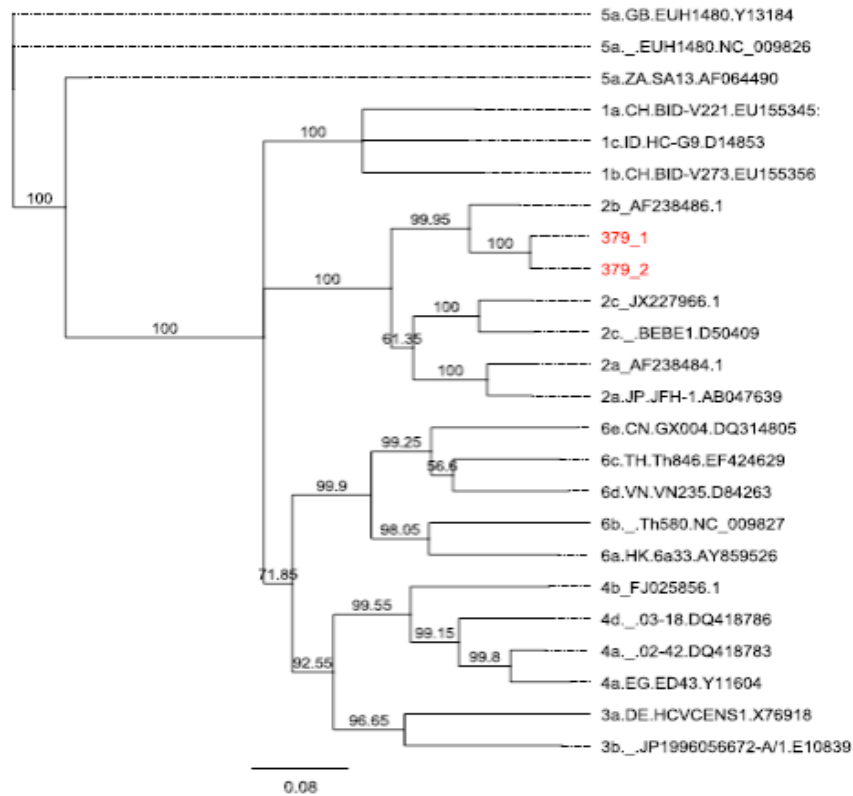 5a.GB.EUH1480.Y13184
5a._.EUH1480.NC_009826
5a.ZA.SA13.AF064490
1a.CH.BID-V221.EU155345:
100
1c.ID.HC-G9.D14853
1b.CH.BID-V273.EU155356
2b_AF238486.1
100
99.95
379_1
100
379_2
100
2c_JX227966.1
100
2c._.BEBE1.D50409
100
61.35
2a_AF238484.1
100
2a.JP.JFH-1.AB047639
6e.CN.GX004.DQ314805
99.25
6c.TH.Th846.EF424629
56.6
99.9
6d.VN.VN235.D84263
6b._.Th580.NC_009827
98.05
6a.HK.6a33.AY859526
71.85
4b_FJ025856.1
99.55
4d._.03-18.DQ418786
99.15
4a._.02-42.DQ418783
99.8
92.55
4a.EG.ED43.Y11604
3a.DE.HCVCENS1.X76918
96.65
3b._.JP1996056672-A/1.E10839
0.08